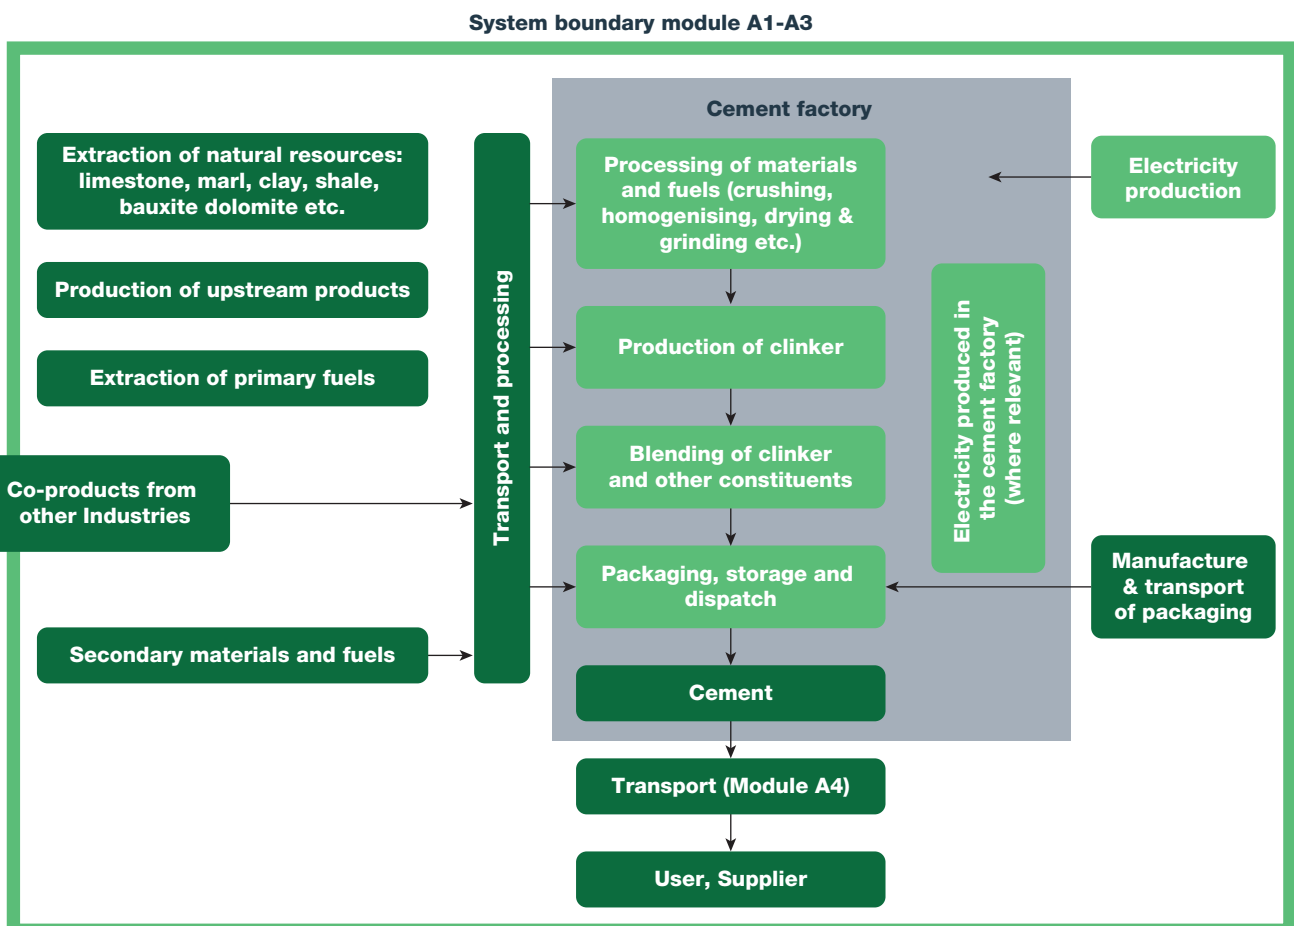 System boundary module A1-A3
Cement factory
Extraction of natural resources:
limestone, marl, clay, shale,
bauxite dolomite etc.
Production of upstream products
Extraction of primary fuels
Co-products from
other Industries
Secondary materials and fuels
Transport and processing
Processing of materials
and fuels (crushing,
homogenising, drying &
grinding etc.)
Production of clinker
Blending of clinker
and other constituents
Packaging, storage and
dispatch
Cement
Transport (Module A4)
User, Supplier
Electricity produced in
the cement factory
(where relevant)
Electricity
production
Manufacture
& transport
of packaging